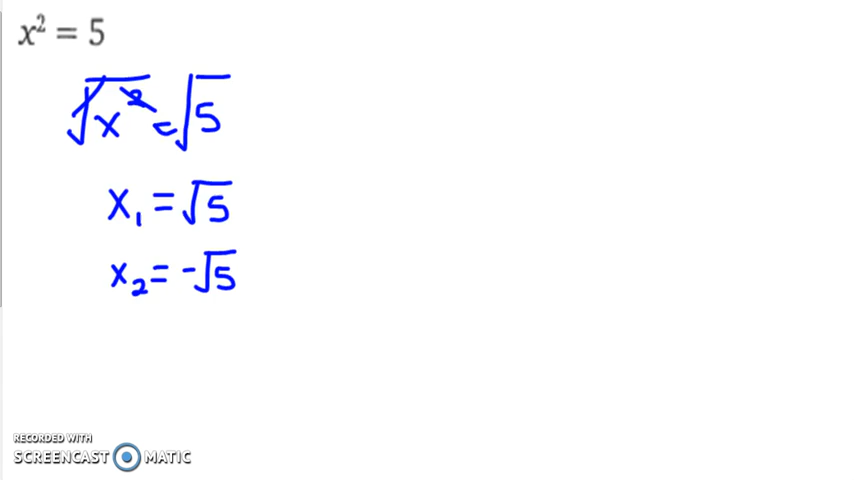 x² = 5
√x² = √5
x₁ = √5
x₂ = -√5
RECORDED WITH
SCREENCAST MATIC